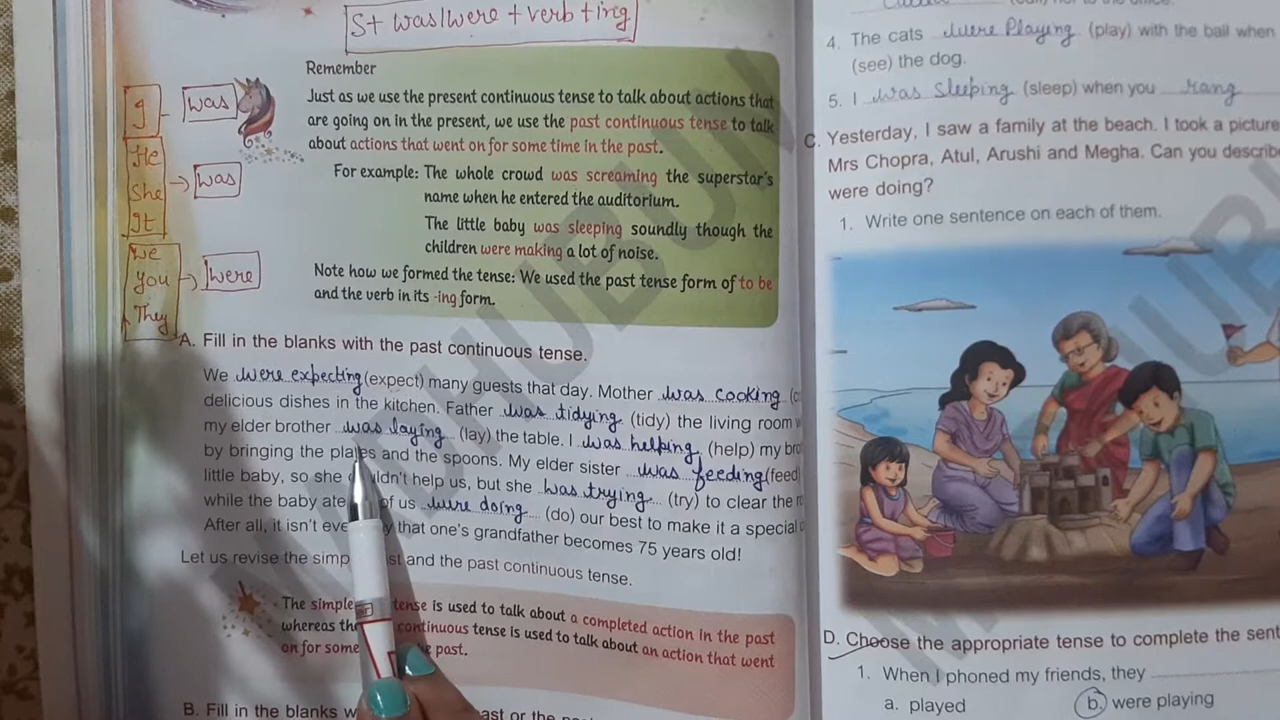 S+ was/were + verb + ing
I
was
He
She
It
was
We
You
They
were
Remember
Just as we use the present continuous tense to talk about actions that
are going on in the present, we use the past continuous tense to talk
about actions that went on for some time in the past.
For example: The whole crowd was screaming the superstar's
name when he entered the auditorium.
The little baby was sleeping soundly though the
children were making a lot of noise.
Note how we formed the tense: We used the past tense form of to be
and the verb in its -ing form.
A. Fill in the blanks with the past continuous tense.
We were expecting (expect) many guests that day. Mother was cooking
delicious dishes in the kitchen. Father was tidying (tidy) the living room
my elder brother was laying (lay) the table. I was helping (help) my
by bringing the plates and the spoons. My elder sister was feeding (feed)
little baby, so she help us, but she was trying (try) to clear the
while the baby ate of us were doing (do) our best to make it a special
After all, it isn't that one's grandfather becomes 75 years old!
Let us revise the and the past continuous tense.
The simple tense is used to talk about a completed action in the past
whereas continuous tense is used to talk about an action that went
on for some past.
B. Fill in the blanks
4. The cats were Playing (play) with the ball when
(see) the dog.
5. I was sleeping (sleep) when you rang
C. Yesterday, I saw a family at the beach. I took a picture
Mrs Chopra, Atul, Arushi and Megha. Can you
were doing?
1. Write one sentence on each of them.
D. Choose the appropriate tense to complete the
1. When I phoned my friends, they
a. played
b. were playing
MADHUBUN